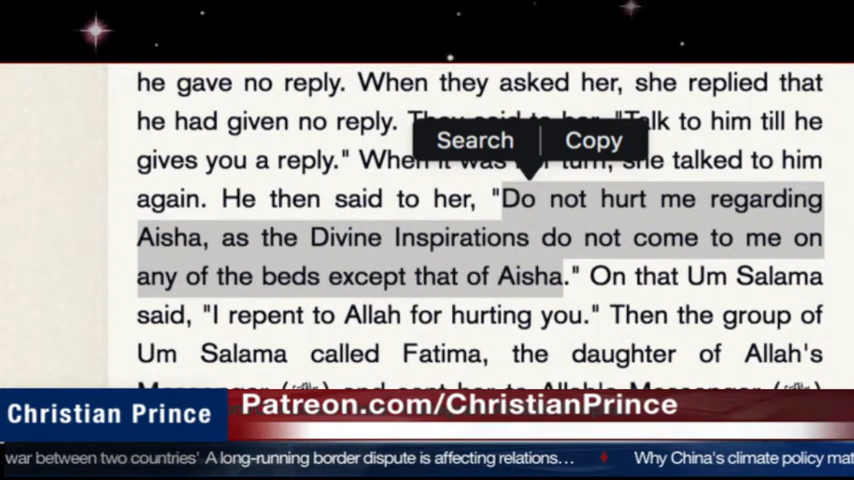 he gave no reply. When they asked her, she replied that
he had given no reply. They said to her, "Talk to him till he
Search Copy
gives you a reply." When it was her turn, she talked to him
again. He then said to her, "Do not hurt me regarding
Aisha, as the Divine Inspirations do not come to me on
any of the beds except that of Aisha." On that Um Salama
said, "I repent to Allah for hurting you." Then the group of
Um Salama called Fatima, the daughter of Allah's
Christian Prince
Patreon.com/ChristianPrince
war between two countries' A long-running border dispute is affecting relations... Why China's climate policy mat